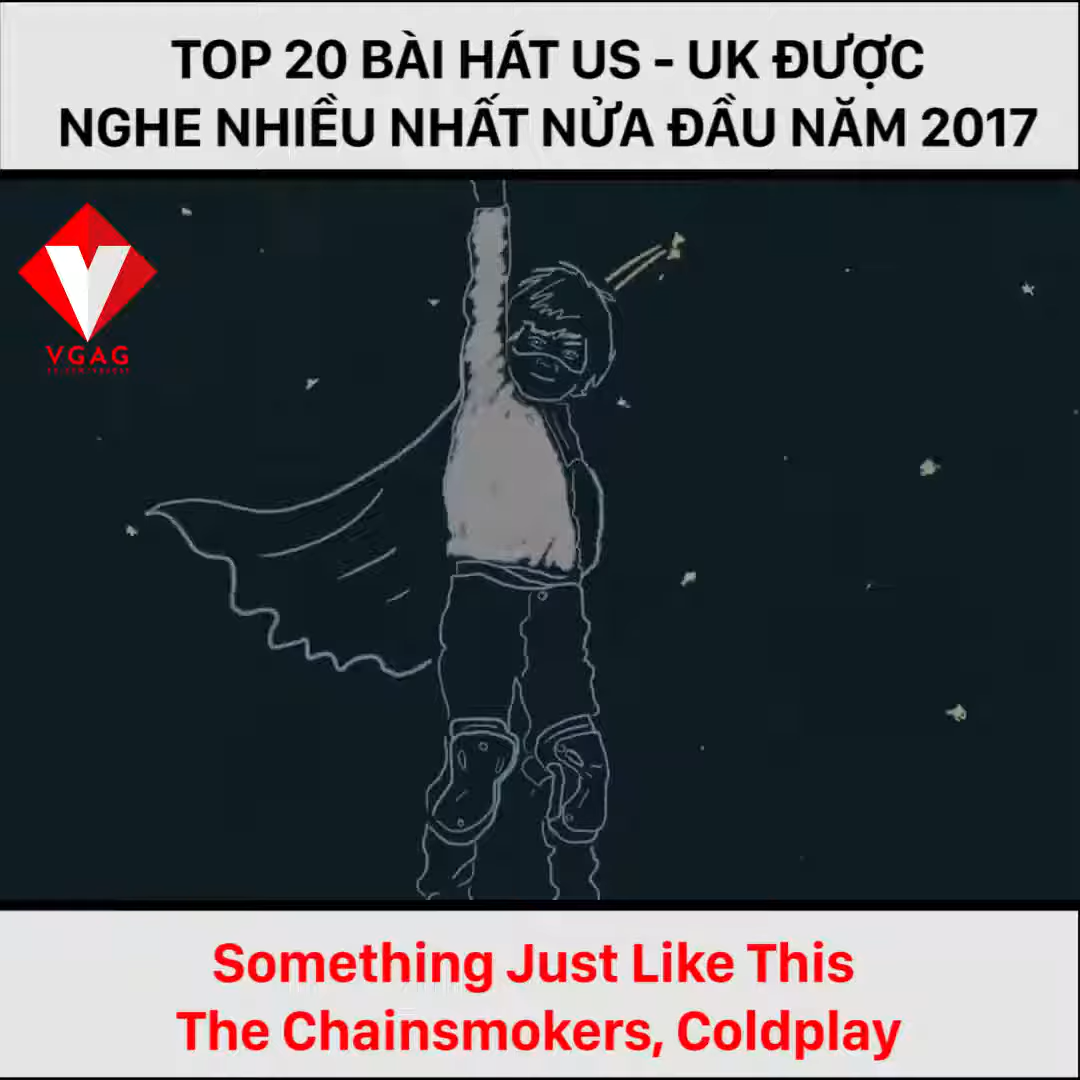 TOP 20 BÀI HÁT US - UK ĐƯỢC
NGHE NHIỀU NHẤT NỬA ĐẦU NĂM 2017
VGAG
Something Just Like This
The Chainsmokers, Coldplay